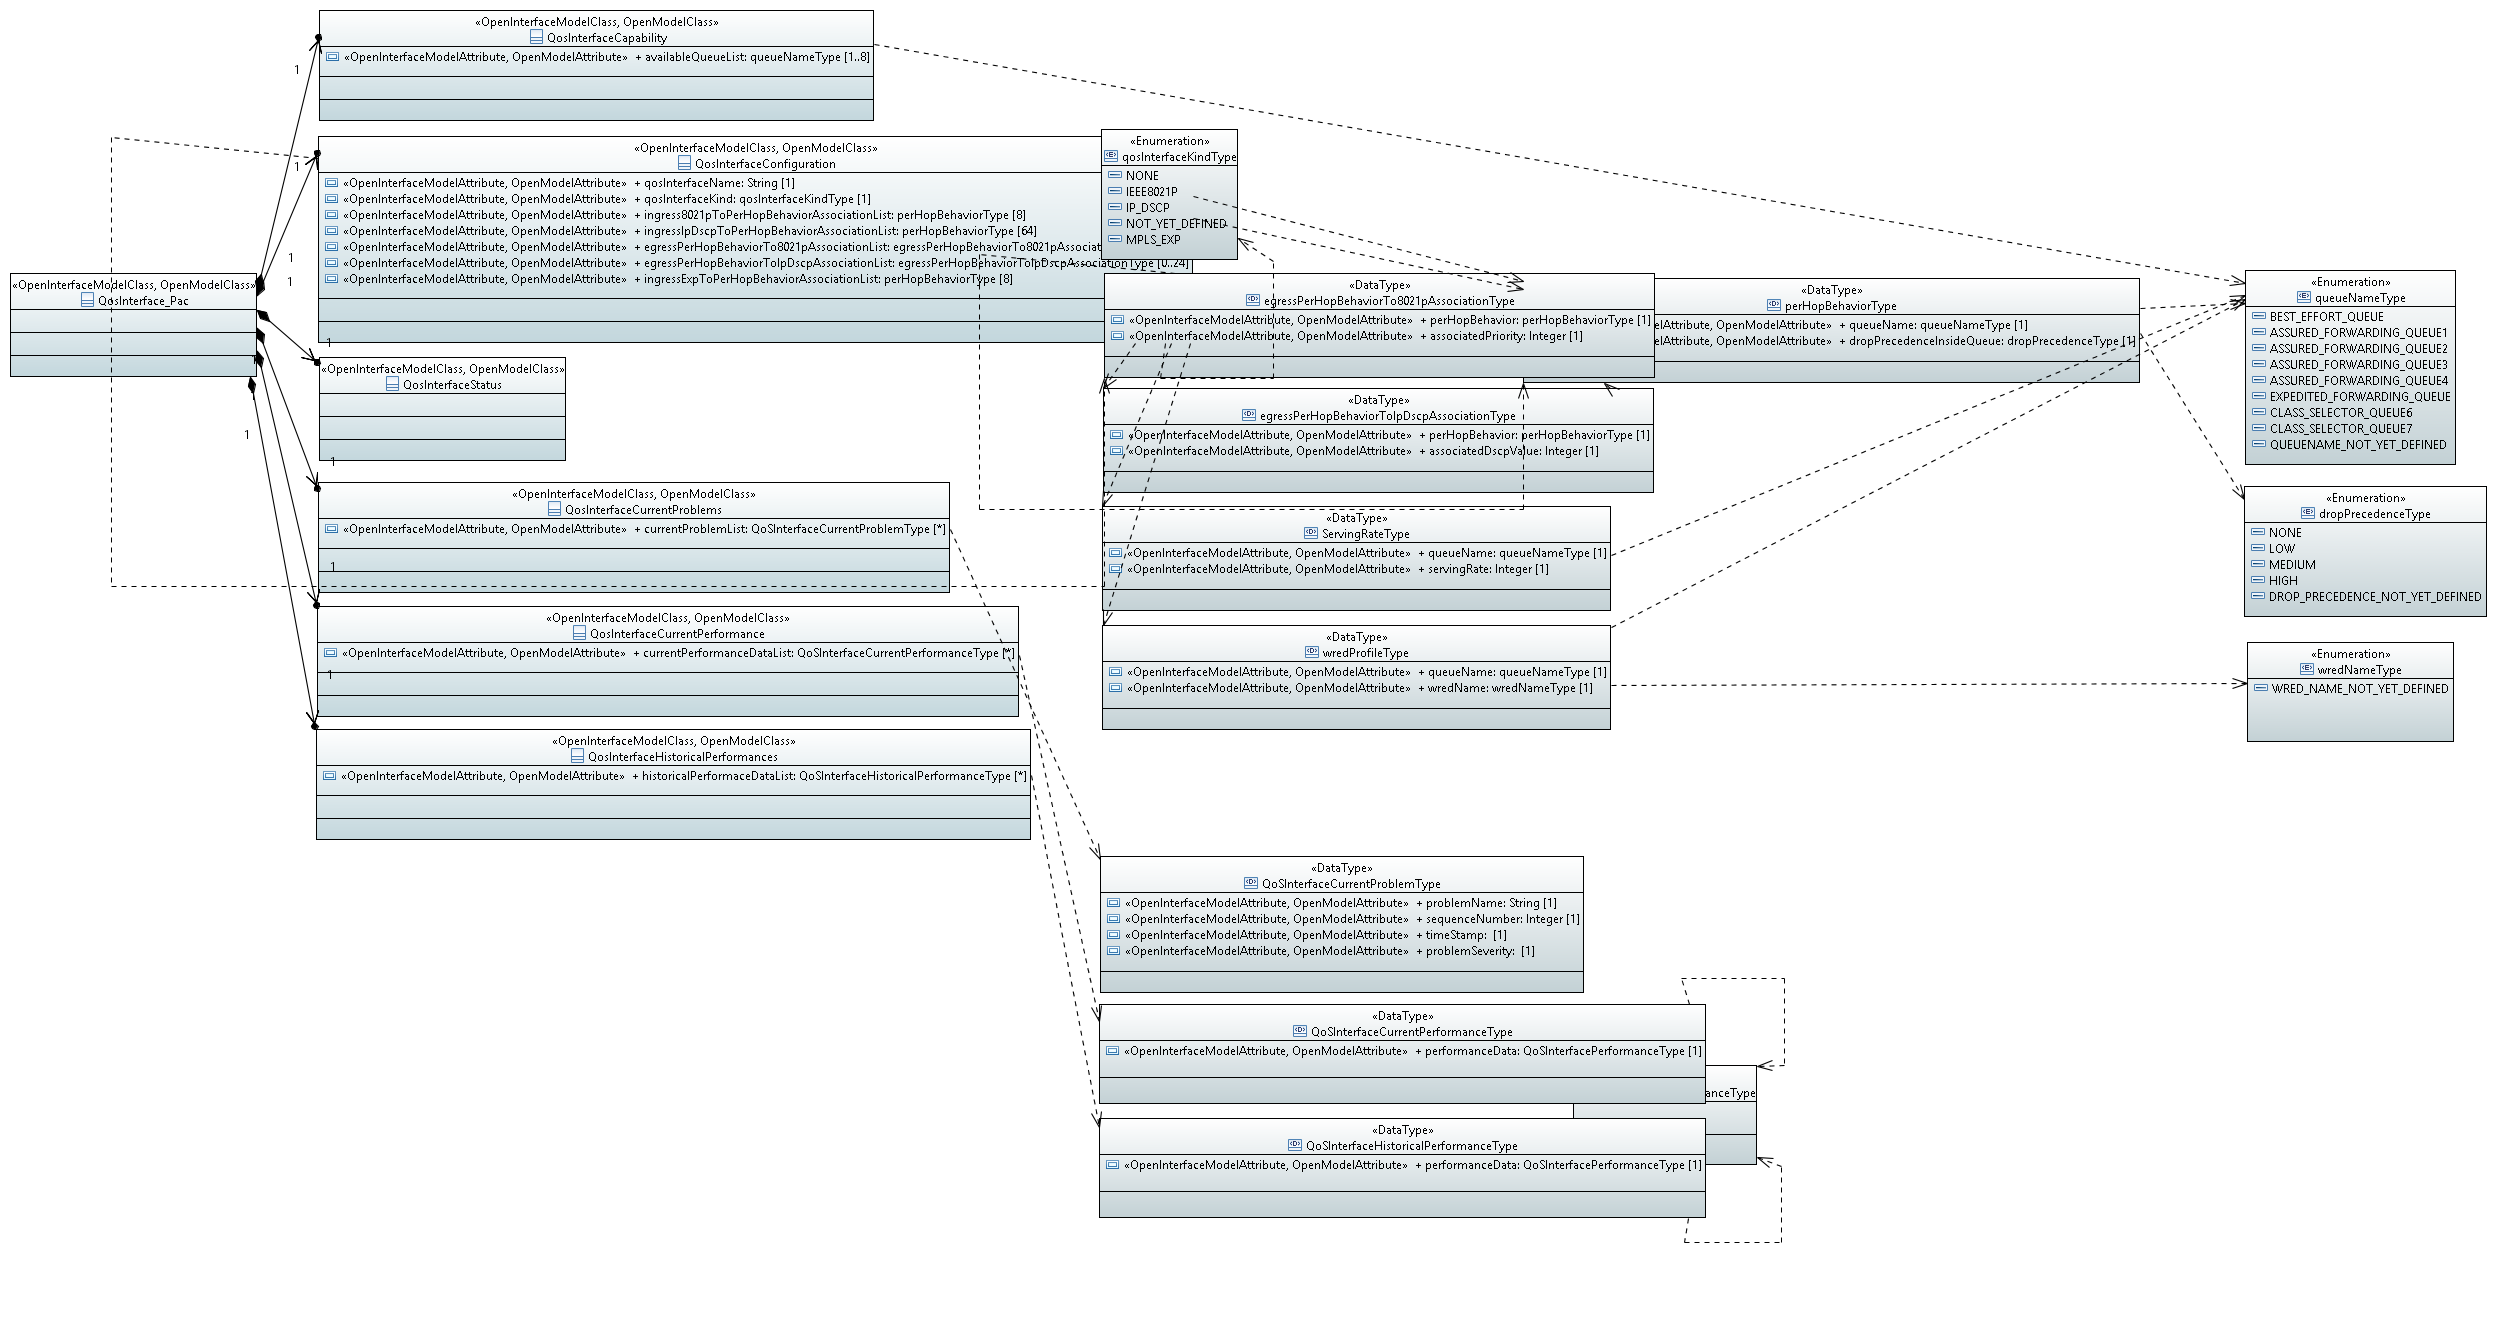 «OpenInterfaceModelClass, OpenModelClass»
QosInterfaceCapability
«OpenInterfaceModelAttribute, OpenModelAttribute» + availableQueueList: queueNameType [1..8]
1
«OpenInterfaceModelClass, OpenModelClass»
QosInterfaceConfiguration
«OpenInterfaceModelAttribute, OpenModelAttribute» + qosInterfaceName: String [1]
«OpenInterfaceModelAttribute, OpenModelAttribute» + qosInterfaceKind: qosInterfaceKindType [1]
«OpenInterfaceModelAttribute, OpenModelAttribute» + ingress8021pToPerHopBehaviorAssociationList: perHopBehaviorType [8]
«OpenInterfaceModelAttribute, OpenModelAttribute» + ingressIpDscpToPerHopBehaviorAssociationList: perHopBehaviorType [64]
«OpenInterfaceModelAttribute, OpenModelAttribute» + egressPerHopBehaviorTo8021pAssociationList: egressPerHopBehaviorTo8021pAssociat
«OpenInterfaceModelAttribute, OpenModelAttribute» + egressPerHopBehaviorToIpDscpAssociationList: egressPerHopBehaviorToIpDscpAssociationType [0..24]
«OpenInterfaceModelAttribute, OpenModelAttribute» + ingressExpToPerHopBehaviorAssociationList: perHopBehaviorType [8]
1
1
1
«Enumeration»
qosInterfaceKindType
NONE
IEEE8021P
IP_DSCP
NOT_YET_DEFINED
MPLS_EXP
«OpenInterfaceModelClass, OpenModelClass»
QosInterface_Pac
1
«OpenInterfaceModelClass, OpenModelClass»
QosInterfaceStatus
1
1
1
«OpenInterfaceModelClass, OpenModelClass»
QosInterfaceCurrentProblems
«OpenInterfaceModelAttribute, OpenModelAttribute» + currentProblemList: QoSInterfaceCurrentProblemType [*]
1
«OpenInterfaceModelClass, OpenModelClass»
QosInterfaceCurrentPerformance
«OpenInterfaceModelAttribute, OpenModelAttribute» + currentPerformanceDataList: QoSInterfaceCurrentPerformanceType [*]
1
«OpenInterfaceModelClass, OpenModelClass»
QosInterfaceHistoricalPerformances
«OpenInterfaceModelAttribute, OpenModelAttribute» + historicalPerformaceDataList: QoSInterfaceHistoricalPerformanceType [*]
«DataType»
egressPerHopBehaviorTo8021pAssociationType
«OpenInterfaceModelAttribute, OpenModelAttribute» + perHopBehavior: perHopBehaviorType [1]
«OpenInterfaceModelAttribute, OpenModelAttribute» + associatedPriority: Integer [1]
«DataType»
perHopBehaviorType
elAttribute, OpenModelAttribute» + queueName: queueNameType [1]
elAttribute, OpenModelAttribute» + dropPrecedenceInsideQueue: dropPrecedenceType [1]
«DataType»
egressPerHopBehaviorToIpDscpAssociationType
«OpenInterfaceModelAttribute, OpenModelAttribute» + perHopBehavior: perHopBehaviorType [1]
«OpenInterfaceModelAttribute, OpenModelAttribute» + associatedDscpValue: Integer [1]
«DataType»
ServingRateType
«OpenInterfaceModelAttribute, OpenModelAttribute» + queueName: queueNameType [1]
«OpenInterfaceModelAttribute, OpenModelAttribute» + servingRate: Integer [1]
«DataType»
wredProfileType
«OpenInterfaceModelAttribute, OpenModelAttribute» + queueName: queueNameType [1]
«OpenInterfaceModelAttribute, OpenModelAttribute» + wredName: wredNameType [1]
«Enumeration»
queueNameType
BEST_EFFORT_QUEUE
ASSURED_FORWARDING_QUEUE1
ASSURED_FORWARDING_QUEUE2
ASSURED_FORWARDING_QUEUE3
ASSURED_FORWARDING_QUEUE4
EXPEDITED_FORWARDING_QUEUE
CLASS_SELECTOR_QUEUE6
CLASS_SELECTOR_QUEUE7
QUEUENAME_NOT_YET_DEFINED
«Enumeration»
dropPrecedenceType
NONE
LOW
MEDIUM
HIGH
DROP_PRECEDENCE_NOT_YET_DEFINED
«Enumeration»
wredNameType
WRED_NAME_NOT_YET_DEFINED
«DataType»
QoSInterfaceCurrentProblemType
«OpenInterfaceModelAttribute, OpenModelAttribute» + problemName: String [1]
«OpenInterfaceModelAttribute, OpenModelAttribute» + sequenceNumber: Integer [1]
«OpenInterfaceModelAttribute, OpenModelAttribute» + timeStamp: [1]
«OpenInterfaceModelAttribute, OpenModelAttribute» + problemSeverity: [1]
«DataType»
QoSInterfaceCurrentPerformanceType
«OpenInterfaceModelAttribute, OpenModelAttribute» + performanceData: QoSInterfacePerformanceType [1]
anceType
«DataType»
QoSInterfaceHistoricalPerformanceType
«OpenInterfaceModelAttribute, OpenModelAttribute» + performanceData: QoSInterfacePerformanceType [1]